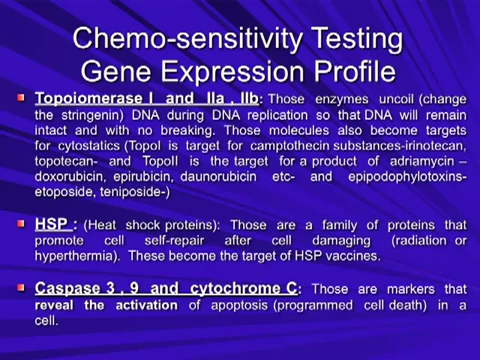 Chemo-sensitivity Testing
Gene Expression Profile
Topoiomerase I and IIa , IIb: Those enzymes uncoil (change
the stringenin) DNA during DNA replication so that DNA will remain
intact and with no breaking. Those molecules also become targets
for cytostatics (TopoI is target for camptothecin substances-irinotecan,
topotecan- and TopoII is the target for a product of adriamycin –
doxorubicin, epirubicin, daunorubicin etc- and epipodophylotoxins-
etoposide, teniposide-)
HSP : (Heat shock proteins): Those are a family of proteins that
promote cell self-repair after cell damaging (radiation or
hyperthermia). These become the target of HSP vaccines.
Caspase 3 , 9 and cytochrome C: Those are markers that
reveal the activation of apoptosis (programmed cell death) in a
cell.